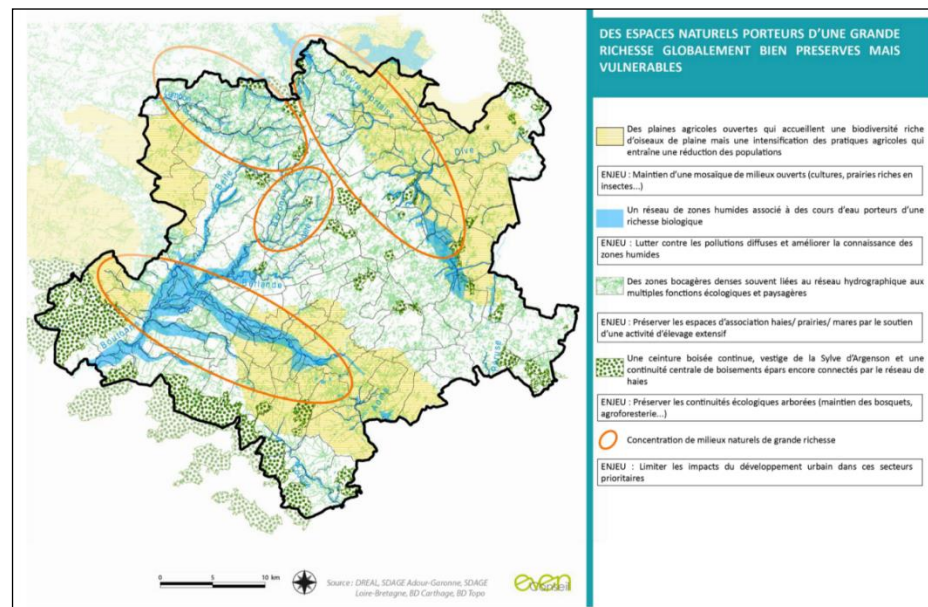 DES ESPACES NATURELS PORTEURS D'UNE GRANDE
RICHESSE GLOBALEMENT BIEN PRESERVES MAIS
VULNERABLES
Des plaines agricoles ouvertes qui accueillent une biodiversité riche
d'oiseaux de plaine mais une intensification des pratiques agricoles qui
entraîne une réduction des populations
ENJEU : Maintien d'une mosaïque de milieux ouverts (cultures, prairies riches en
insectes...)
Un réseau de zones humides associé à des cours d'eau porteurs d'une
richesse biologique
ENJEU : Lutter contre les pollutions diffuses et améliorer la connaissance des
zones humides
Des zones bocagères denses souvent liées au réseau hydrographique aux
multiples fonctions écologiques et paysagères
ENJEU : Préserver les espaces d'association haies/ prairies/ mares par le soutien
d'une activité d'élevage extensif
Une ceinture boisée continue, vestige de la Sylve d'Argenson et une
continuité centrale de boisements épars encore connectés par le réseau de
haies
ENJEU : Préserver les continuités écologiques arborées (maintien des bosquets,
agroforesterie...)
Concentration de milieux naturels de grande richesse
ENJEU : Limiter les impacts du développement urbain dans ces secteurs
prioritaires
Sèvre Niortaise
Dive
Belle
Boutonne
0 5 10 km
Source : DREAL, SDAGE Adour-Garonne, SDAGE
Loire-Bretagne, BD Carthage, BD Topo
even
Conseil